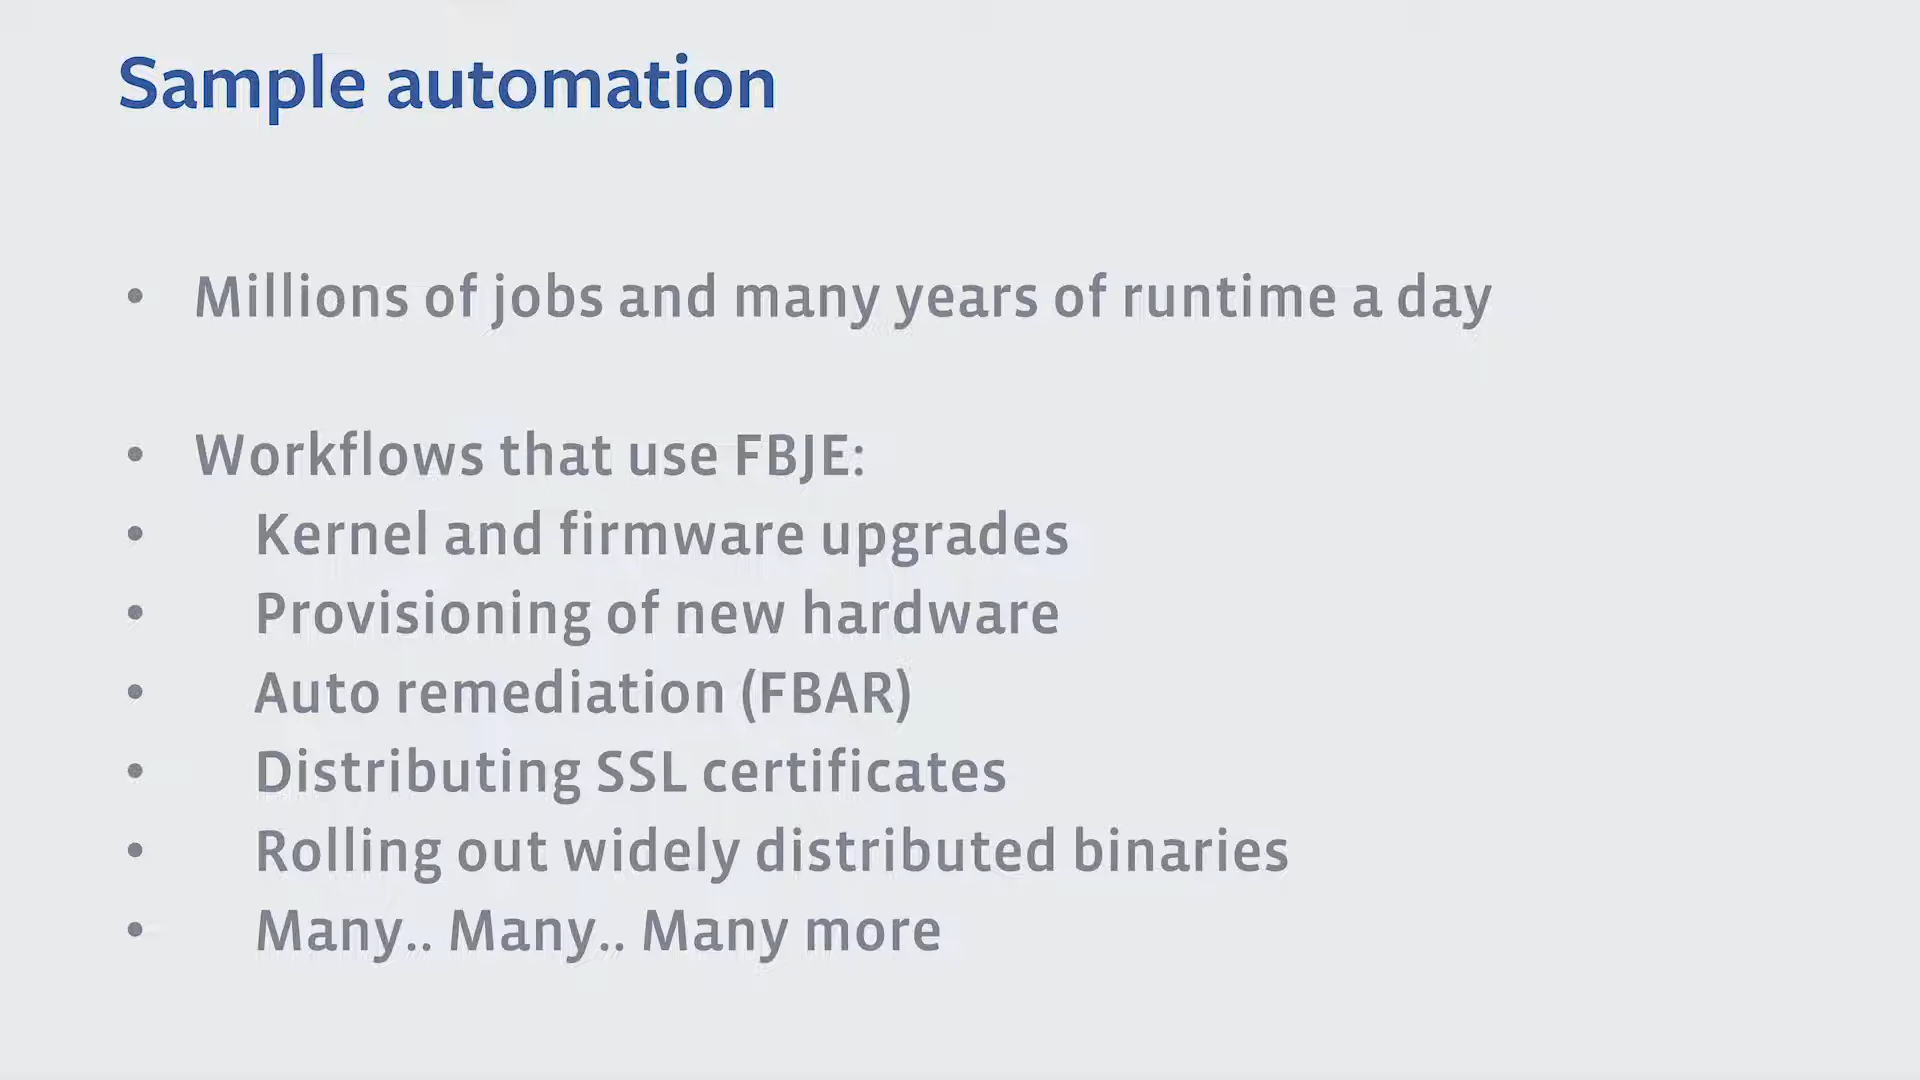 Sample automation
• Millions of jobs and many years of runtime a day
• Workflows that use FBJE:
• Kernel and firmware upgrades
• Provisioning of new hardware
• Auto remediation (FBAR)
• Distributing SSL certificates
• Rolling out widely distributed binaries
• Many.. Many.. Many more